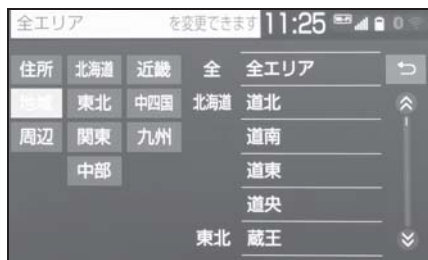 全エリア を変更できます 11:25 0
住所 北海道 近畿 全 全エリア
東北 中四国 北海道 道北
周辺 関東 九州 道南
中部 道東
道央
東北 蔵王